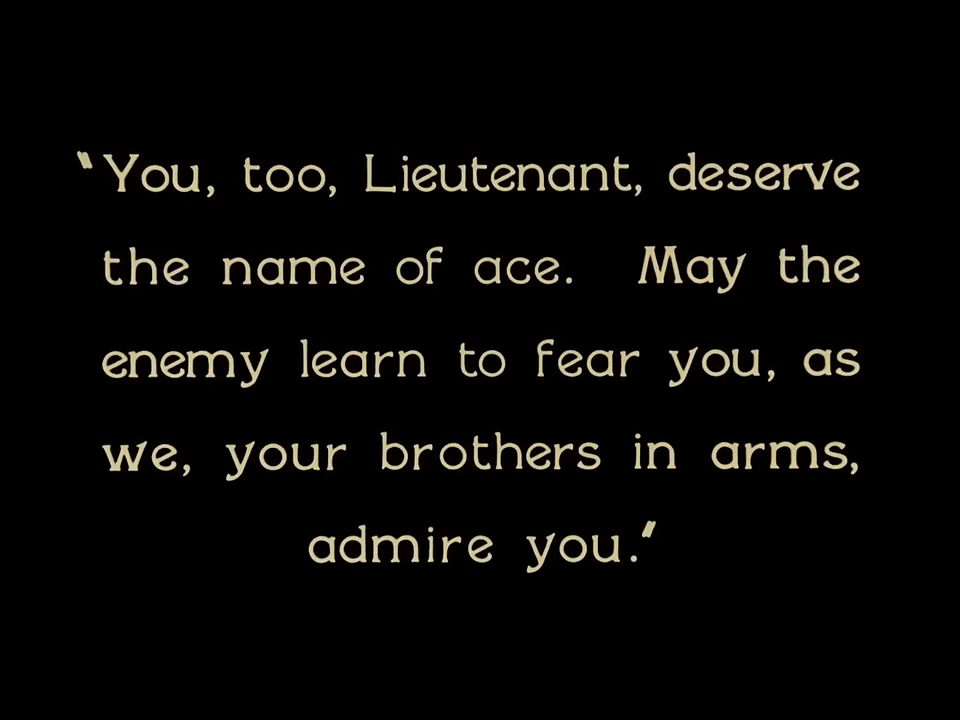 "You, too, Lieutenant, deserve
the name of ace. May the
enemy learn to fear you, as
we, your brothers in arms,
admire you."